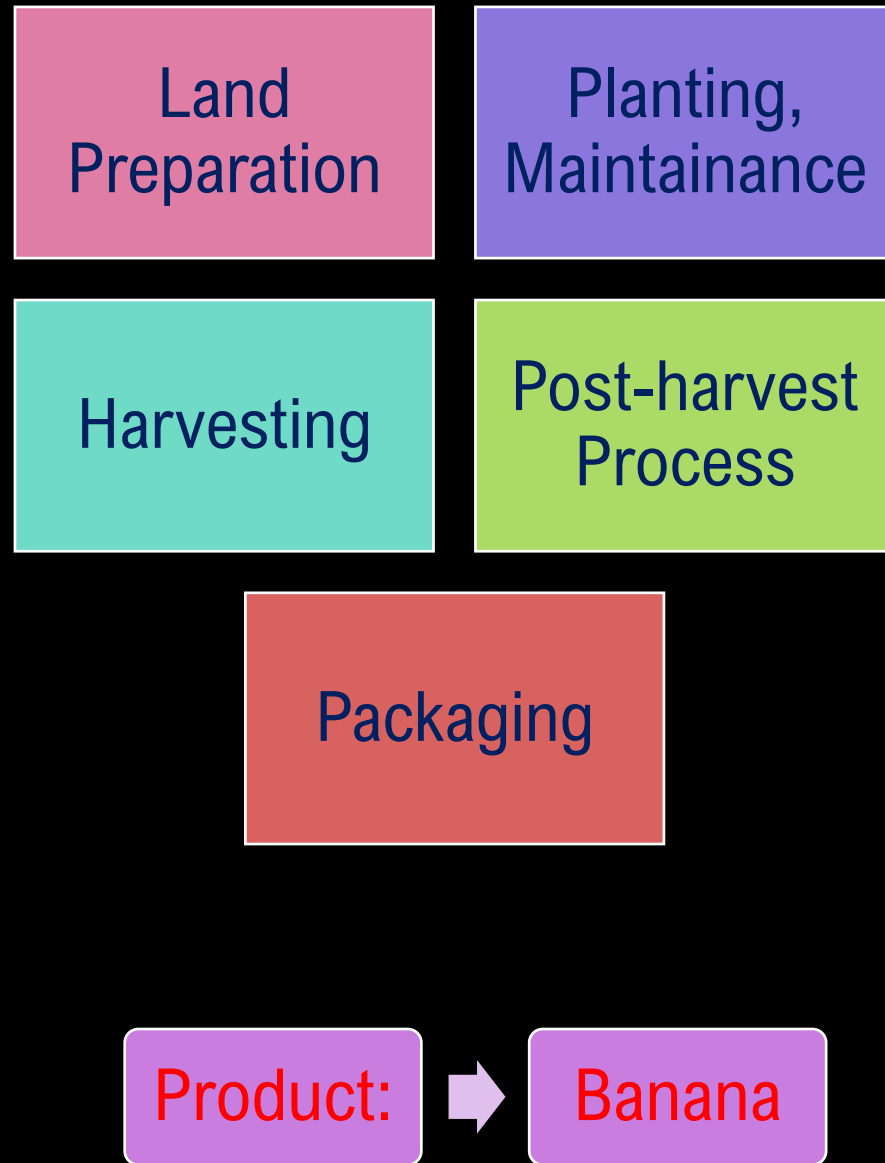 Land
Preparation
Planting,
Maintainance
Harvesting
Post-harvest
Process
Packaging
Product:
Banana